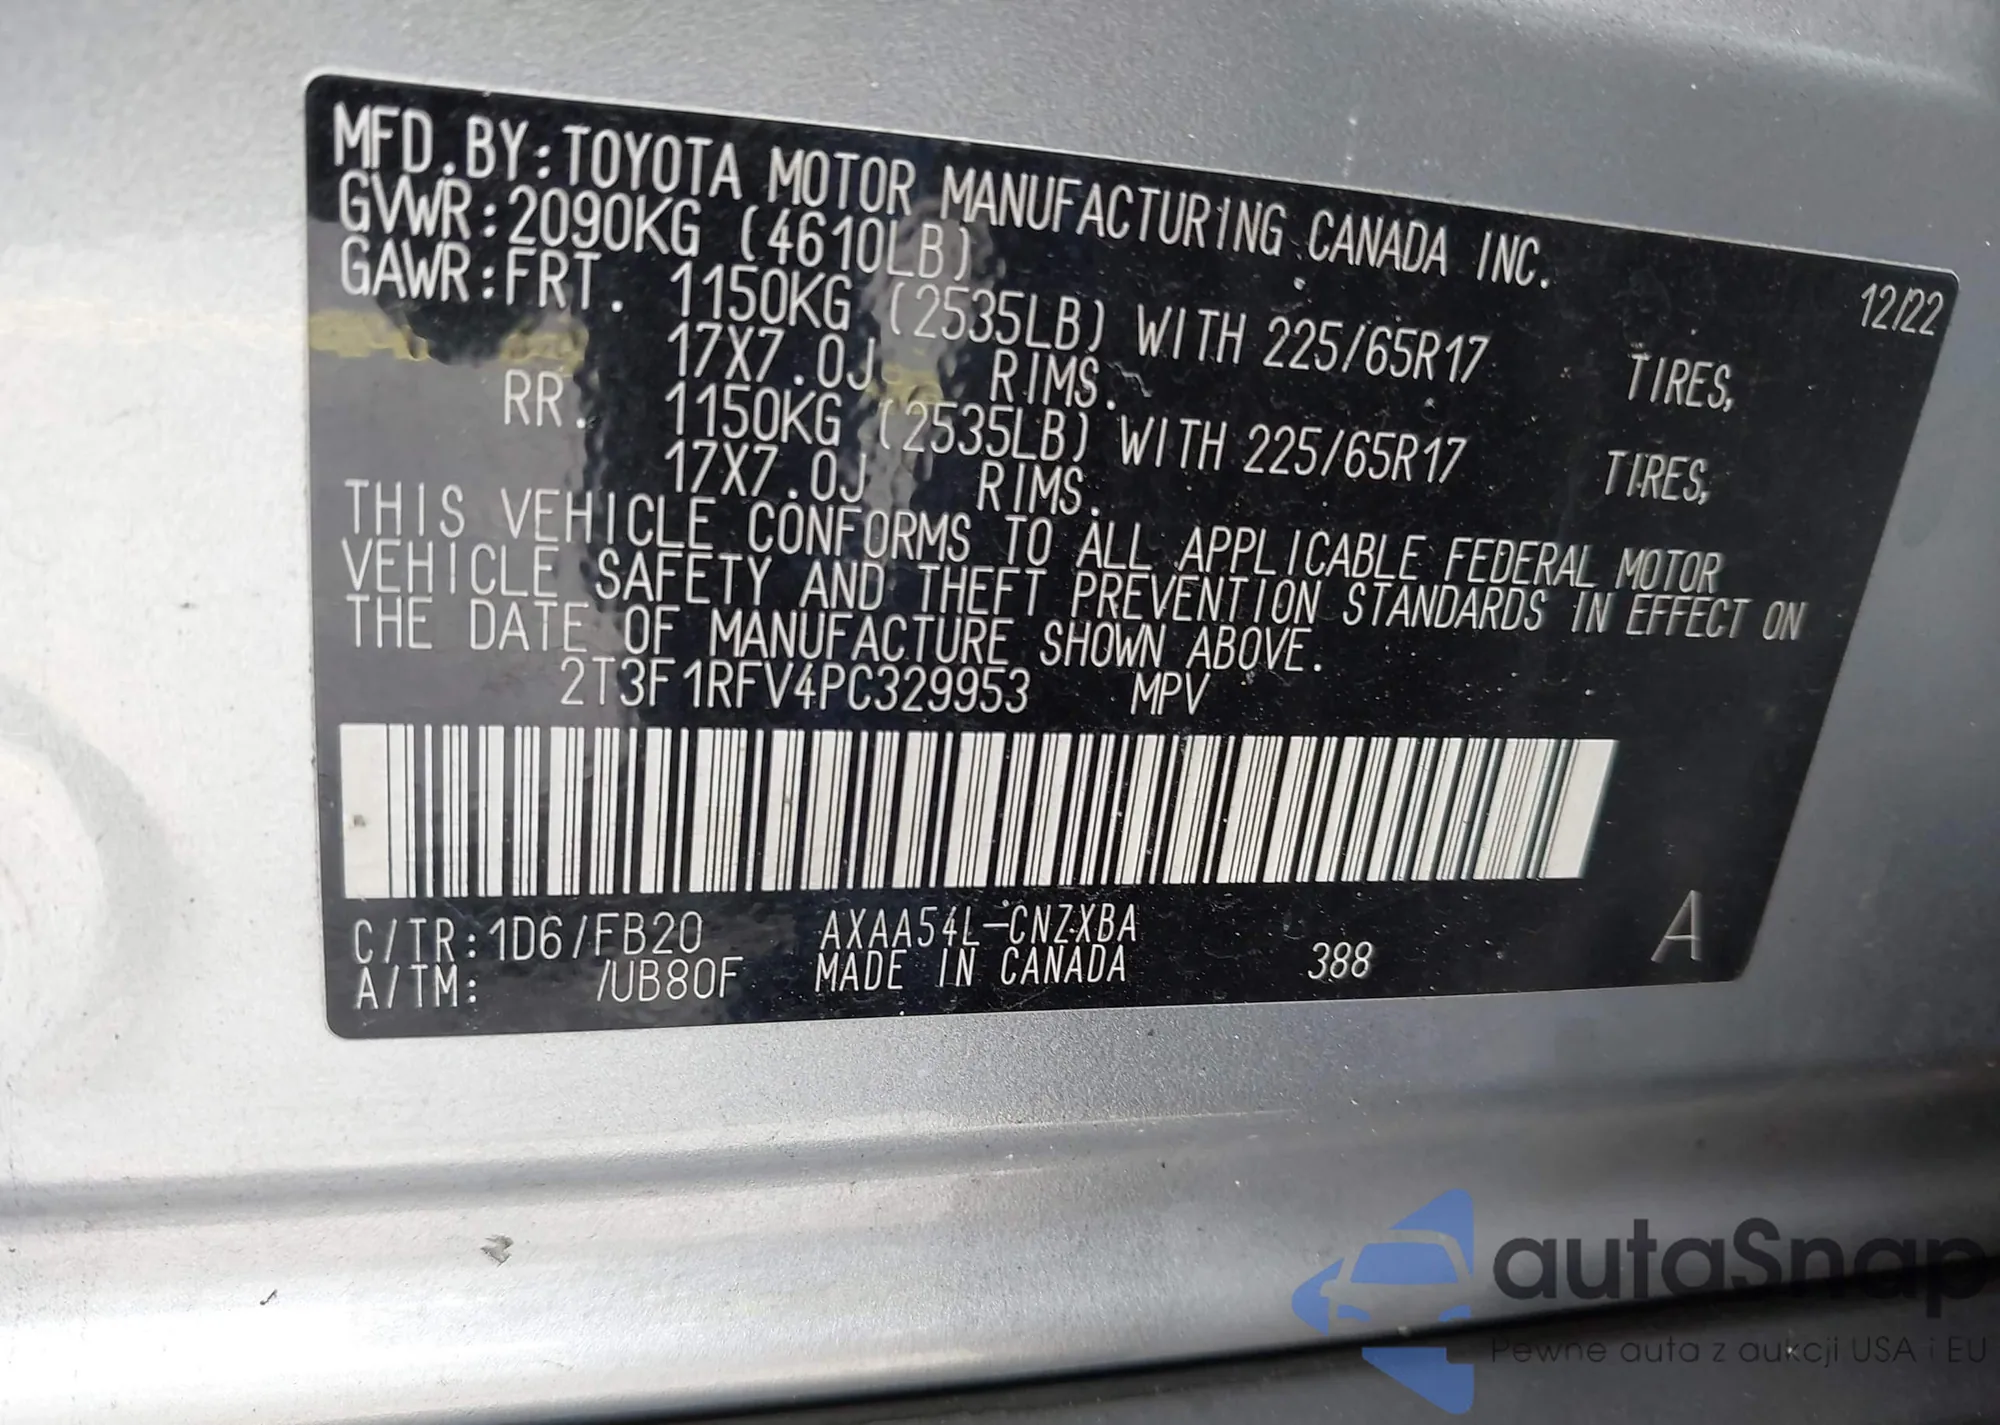 MFD.BY:TOYOTA MOTOR MANUFACTURING CANADA INC. 12/22
GVWR:2090KG (4610LB)
GAWR:FRT. 1150KG (2535LB) WITH 225/65R17 TIRES,
17X7.0J RIMS.
RR. 1150KG (2535LB) WITH 225/65R17 TIRES,
17X7.0J RIMS.
THIS VEHICLE CONFORMS TO ALL APPLICABLE FEDERAL MOTOR
VEHICLE SAFETY AND THEFT PREVENTION STANDARDS IN EFFECT ON
THE DATE OF MANUFACTURE SHOWN ABOVE.
2T3F1RFV4PC329953 MPV
C/TR:1D6/FB20 AXAA54L-CNZXBA
A/TM: /UB80F MADE IN CANADA 388 A
autaSnap
Pewne auta z aukcji USA i EU